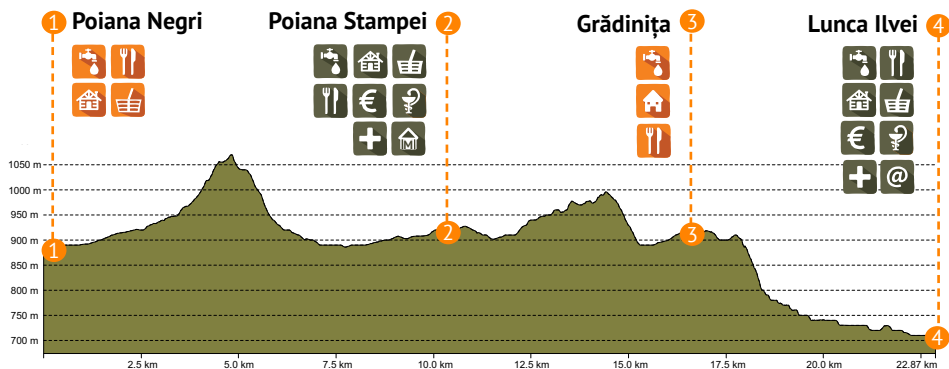 1 Poiana Negri Poiana Stampei 2 Grădinița 3 Lunca Ilvei 4
€ M € @
1050 m
1000 m
950 m
900 m
850 m
800 m
750 m
700 m
1 2 3 4
2.5 km 5.0 km 7.5 km 10.0 km 12.5 km 15.0 km 17.5 km 20.0 km 22.87 km